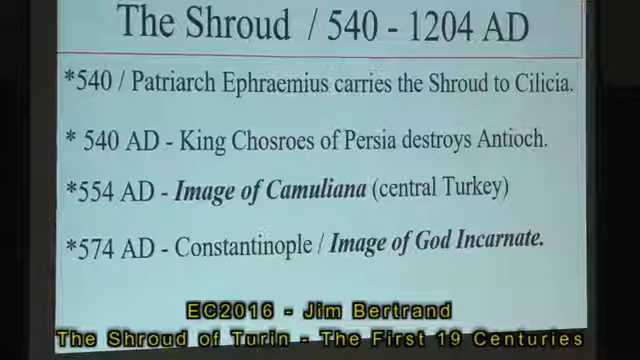 The Shroud / 540 - 1204 AD
*540 / Patriarch Ephraemius carries the Shroud to Cilicia.
* 540 AD - King Chosroes of Persia destroys Antioch.
*554 AD - Image of Camuliana (central Turkey)
*574 AD - Constantinople / Image of God Incarnate.
EC2016 - Jim Bertrand
The Shroud of Turin - The First 19 Centuries